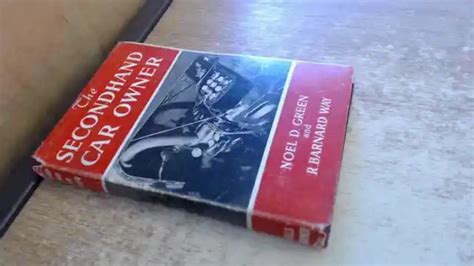 The
SECONDHAND
CAR OWNER
NOEL D. GREEN
and
R. BARNARD WAY